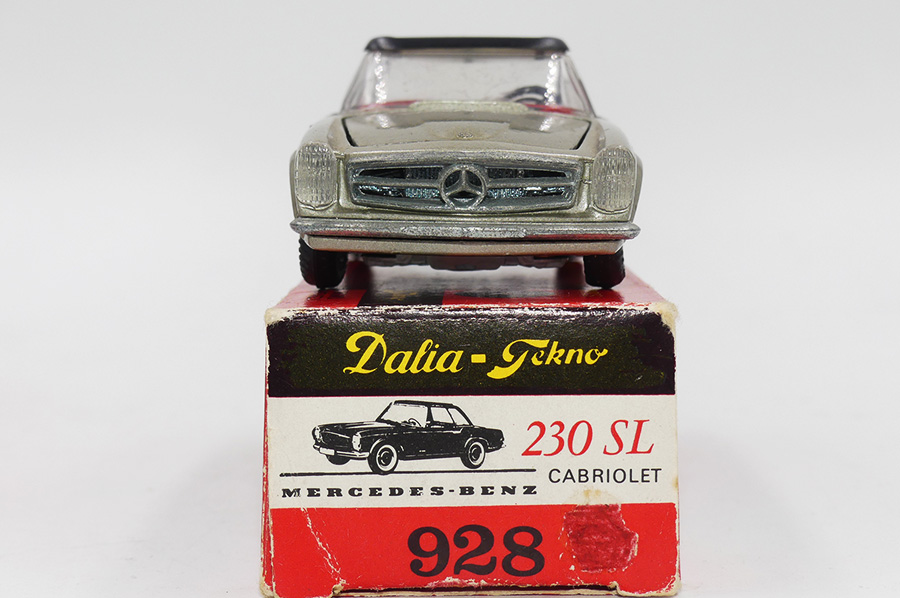 Dalia-Tekno
230 SL
CABRIOLET
MERCEDES-BENZ
928